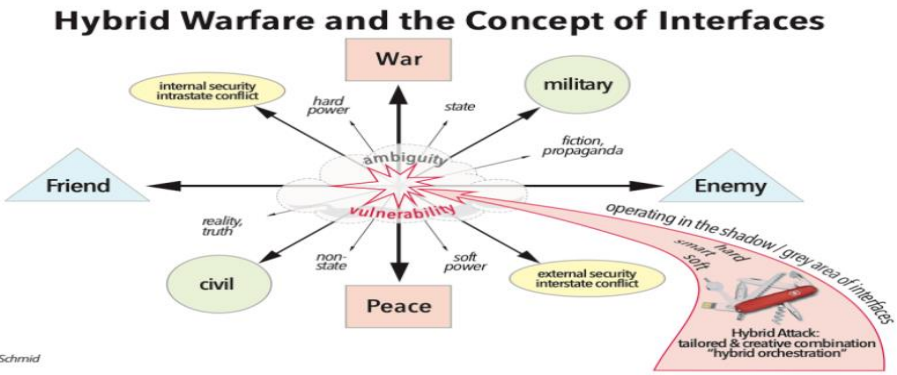 Hybrid Warfare and the Concept of Interfaces
War
internal security
intrastate conflict
military
hard
power
state
fiction,
propaganda
ambiguity
Friend
Enemy
vulnerability
operating in the shadow / grey area of interfaces
reality,
truth
hard
smart
soft
civil
non-
state
soft
power
external security
interstate conflict
Peace
Hybrid Attack:
tailored & creative combination
"hybrid orchestration"
Schmid